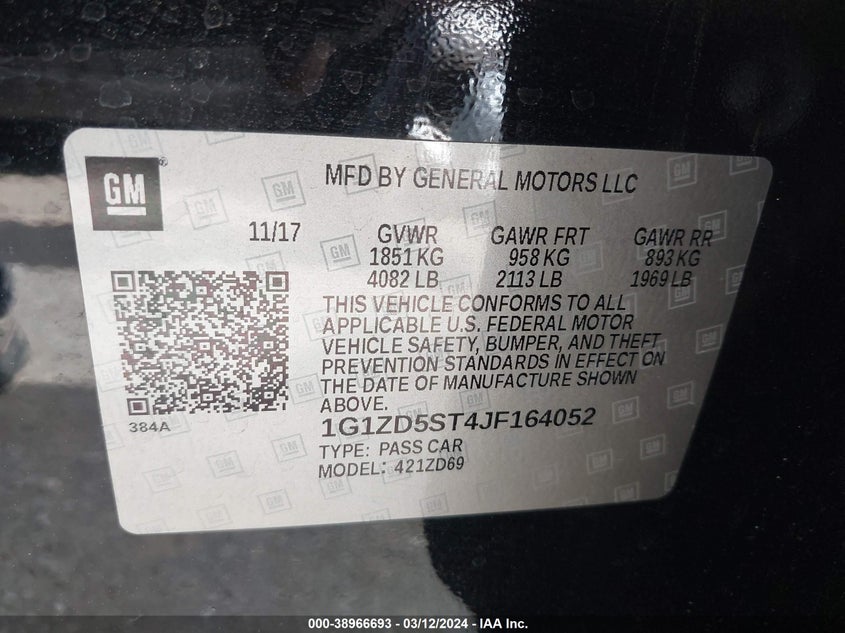 GM
MFD BY GENERAL MOTORS LLC
11/17
GVWR GAWR FRT GAWR RR
1851 KG 958 KG 893 KG
4082 LB 2113 LB 1969 LB
THIS VEHICLE CONFORMS TO ALL
APPLICABLE U.S. FEDERAL MOTOR
VEHICLE SAFETY, BUMPER, AND THEFT
PREVENTION STANDARDS IN EFFECT ON
THE DATE OF MANUFACTURE SHOWN
ABOVE.
384A
1G1ZD5ST4JF164052
TYPE: PASS CAR
MODEL: 421ZD69
000-38966693 - 03/12/2024 - IAA Inc.